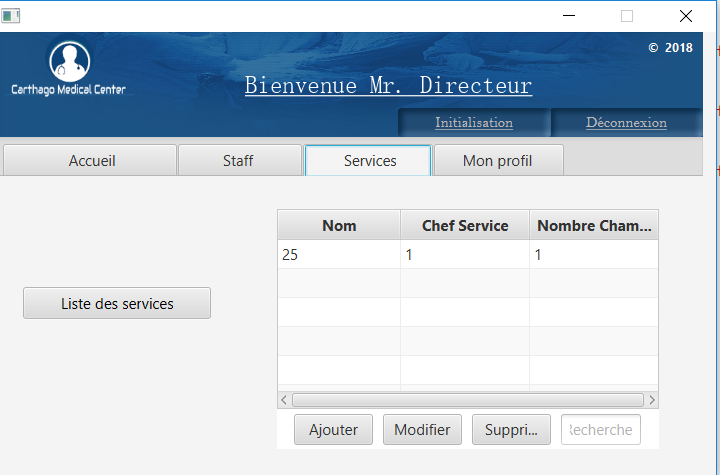 © 2018
Carthago Medical Center
Bienvenue Mr. Directeur
Initialisation Déconnexion
Accueil Staff Services Mon profil
Nom Chef Service Nombre Cham...
25 1 1
Liste des services
Ajouter Modifier Suppri... Recherche